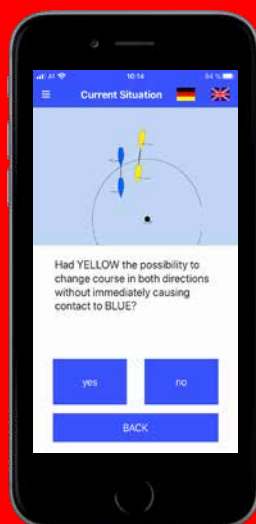 10:14
Current Situation
Had YELLOW the possibility to
change course in both directions
without immediately causing
contact to BLUE?
yes
no
BACK